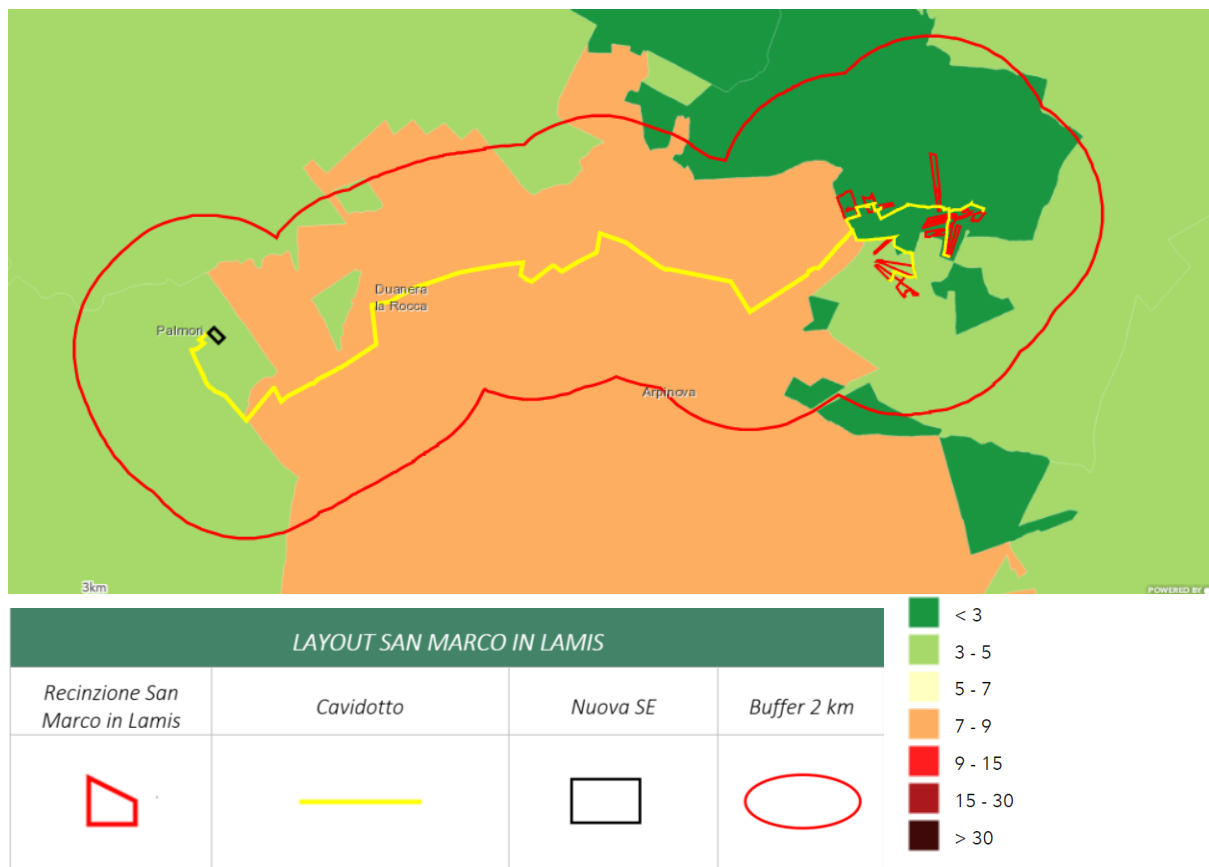 Duanera
la Rocca
Palmori
Arpinova
3km
POWERED BY
LAYOUT SAN MARCO IN LAMIS
Recinzione San
Marco in Lamis
Cavidotto
Nuova SE
Buffer 2 km
< 3
3 - 5
5 - 7
7 - 9
9 - 15
15 - 30
> 30